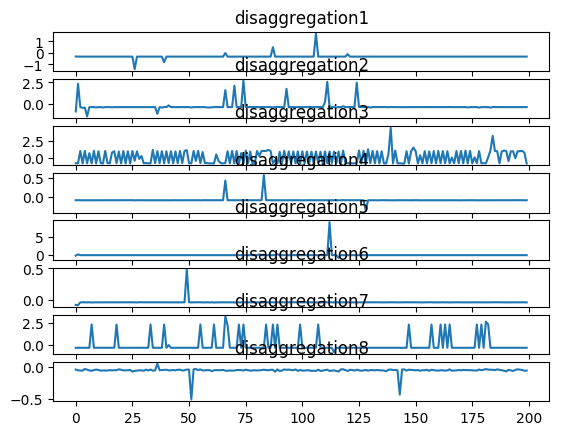 disaggregation1
1
0
−1
disaggregation2
2.5
0.0
disaggregation3
2.5
0.0
disaggregation4
0.5
0.0
disaggregation5
5
0
disaggregation6
0.5
0.0
disaggregation7
2.5
0.0
disaggregation8
0.0
−0.5
0 25 50 75 100 125 150 175 200